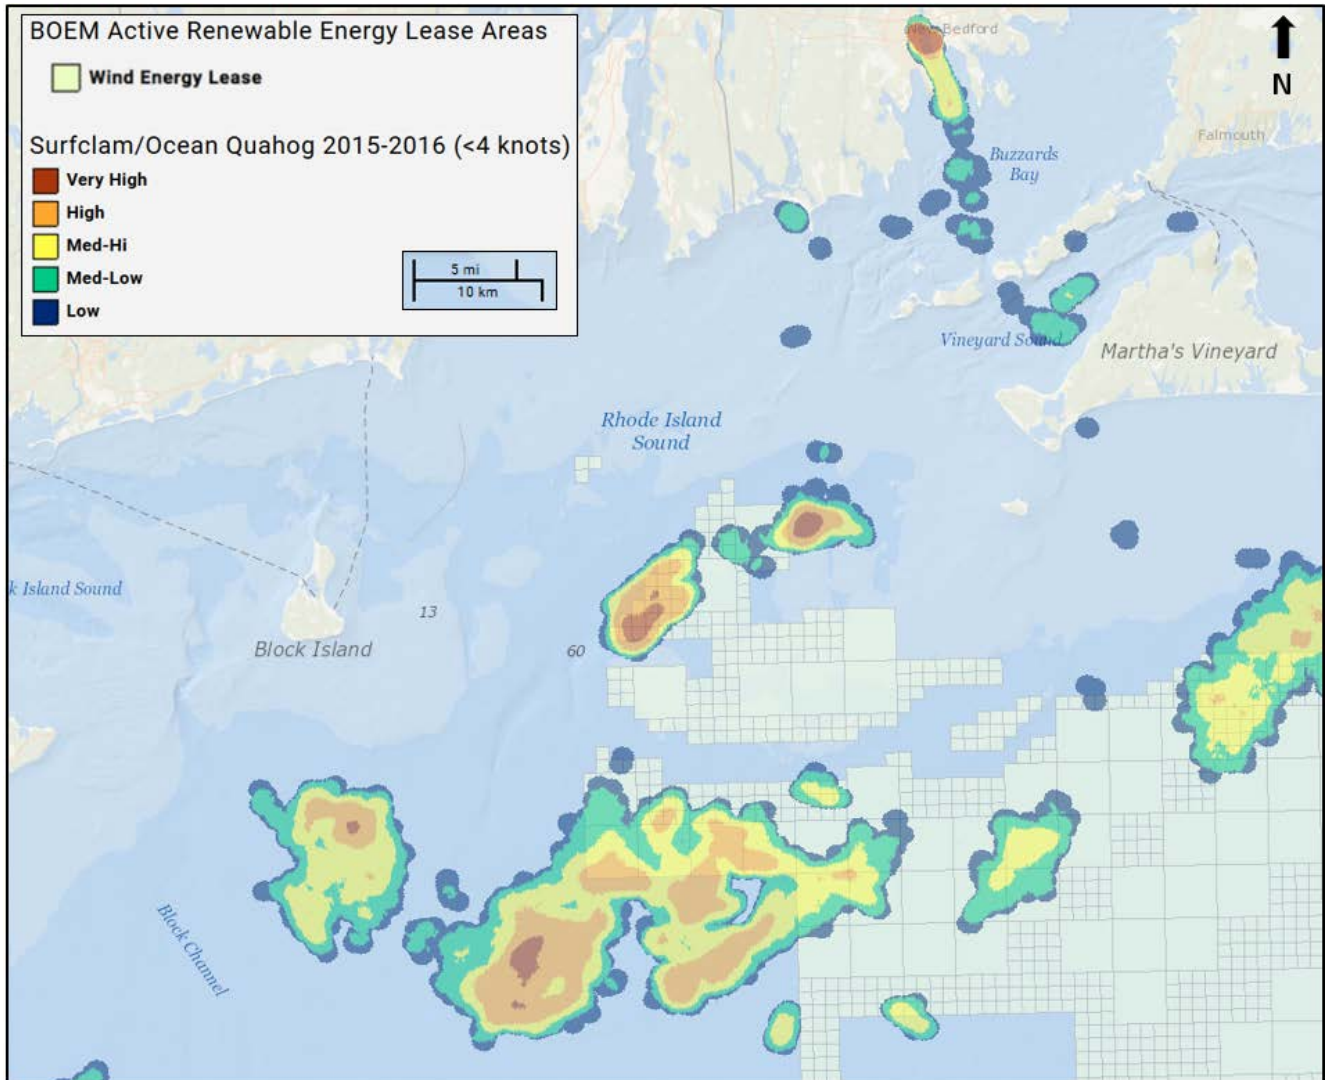 BOEM Active Renewable Energy Lease Areas
Wind Energy Lease
Surfclam/Ocean Quahog 2015-2016 (<4 knots)
Very High
High
Med-Hi
Med-Low
Low
5 mi
10 km
New Bedford
N
Falmouth
Buzzards
Bay
Vineyard Sound
Martha's Vineyard
Rhode Island
Sound
k Island Sound
13
Block Island
60
Block Channel